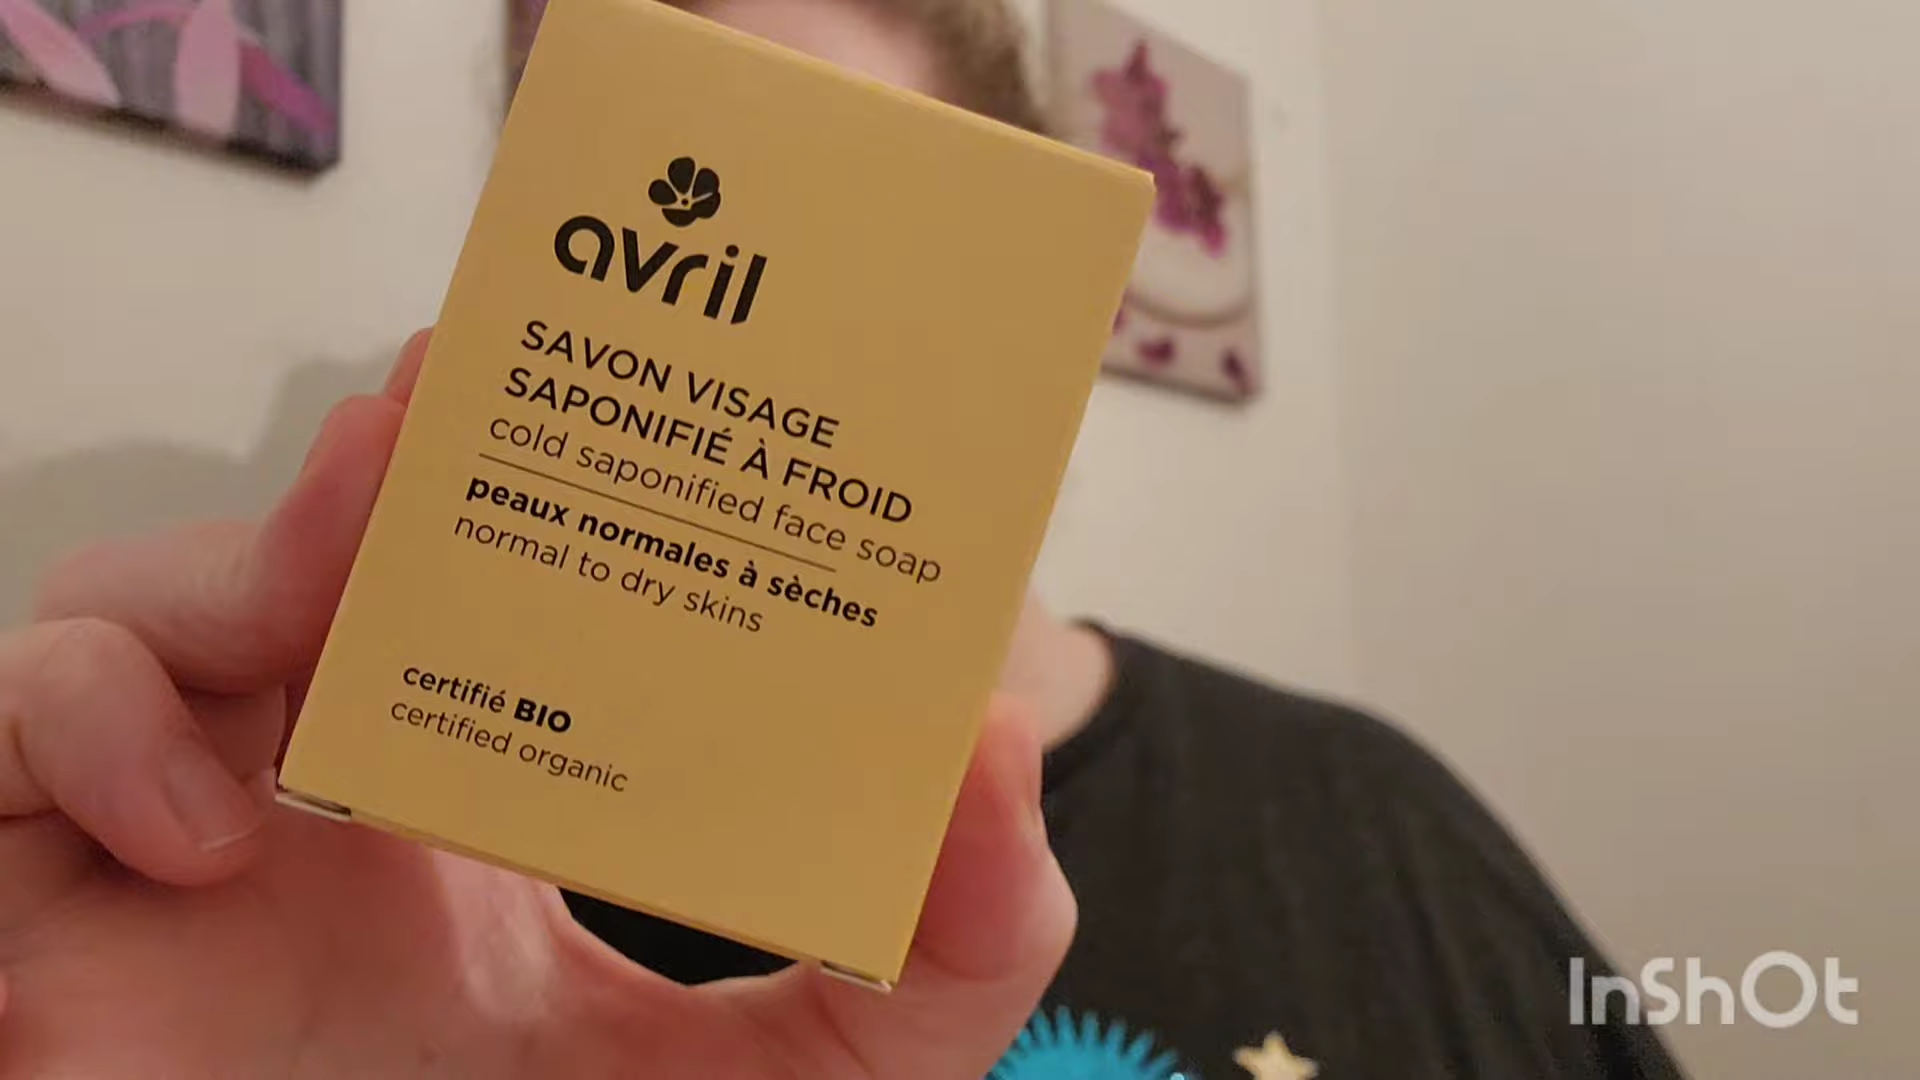 avril
SAVON VISAGE
SAPONIFIÉ À FROID
cold saponified face soap
peaux normales à sèches
normal to dry skins
certifié BIO
certified organic
InShOt